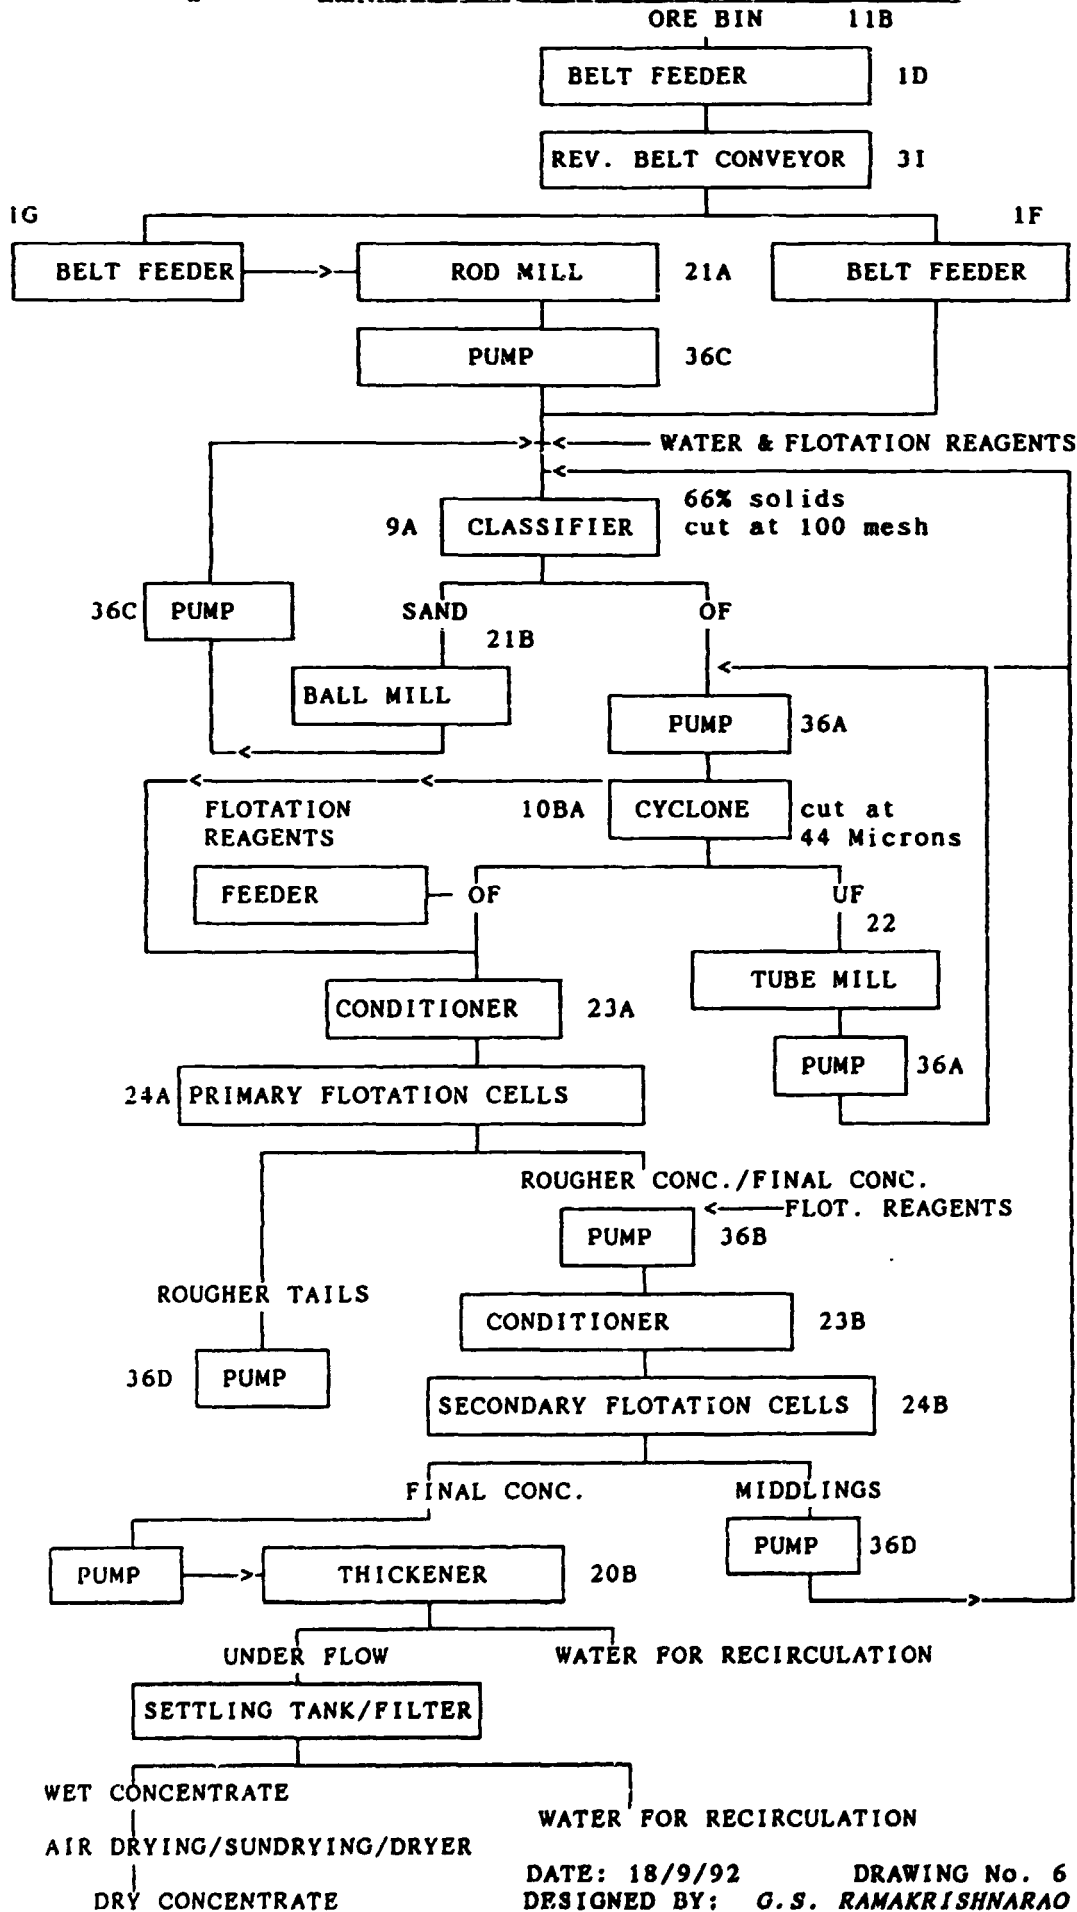 ORE BIN 11B
BELT FEEDER 1D
REV. BELT CONVEYOR 3I
1G 1F
BELT FEEDER ROD MILL 21A BELT FEEDER
PUMP 36C
WATER & FLOTATION REAGENTS
66% solids
9A CLASSIFIER cut at 100 mesh
36C PUMP SAND OF
21B
BALL MILL
PUMP 36A
FLOTATION 10BA CYCLONE cut at
REAGENTS 44 Microns
FEEDER OF UF
22
TUBE MILL
CONDITIONER 23A
PUMP 36A
24A PRIMARY FLOTATION CELLS
ROUGHER CONC./FINAL CONC.
FLOT. REAGENTS
PUMP 36B
ROUGHER TAILS
CONDITIONER 23B
36D PUMP
SECONDARY FLOTATION CELLS 24B
FINAL CONC. MIDDLINGS
PUMP 36D
PUMP THICKENER 20B
UNDER FLOW WATER FOR RECIRCULATION
SETTLING TANK/FILTER
WET CONCENTRATE
WATER FOR RECIRCULATION
AIR DRYING/SUNDRYING/DRYER
DATE: 18/9/92 DRAWING No. 6
DRY CONCENTRATE DESIGNED BY: G.S. RAMAKRISHNARAO